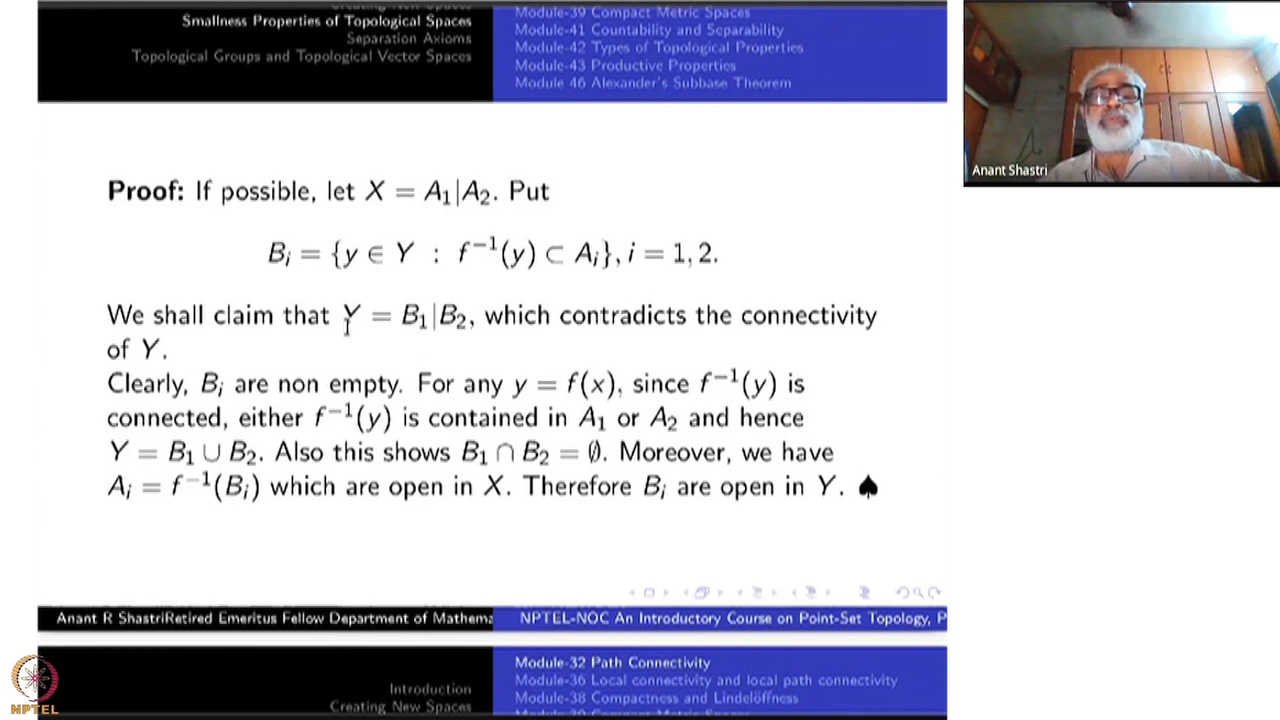 Smallness Properties of Topological Spaces
Separation Axioms
Topological Groups and Topological Vector Spaces
Module-39 Compact Metric Spaces
Module-41 Countability and Separability
Module-42 Types of Topological Properties
Module-43 Productive Properties
Module 46 Alexander's Subbase Theorem
Anant Shastri
Proof: If possible, let X = A₁|A₂. Put
Bᵢ = {y ∈ Y : f⁻¹(y) ⊂ Aᵢ}, i = 1, 2.
We shall claim that Y = B₁|B₂, which contradicts the connectivity
of Y.
Clearly, Bᵢ are non empty. For any y = f(x), since f⁻¹(y) is
connected, either f⁻¹(y) is contained in A₁ or A₂ and hence
Y = B₁ ∪ B₂. Also this shows B₁ ∩ B₂ = ∅. Moreover, we have
Aᵢ = f⁻¹(Bᵢ) which are open in X. Therefore Bᵢ are open in Y. ♠
Anant R ShastriRetired Emeritus Fellow Department of Mathema
NPTEL-NOC An Introductory Course on Point-Set Topology, P
Introduction
Creating New Spaces
Module-32 Path Connectivity
Module-36 Local connectivity and local path connectivity
Module-38 Compactness and Lindelöffness
NPTEL